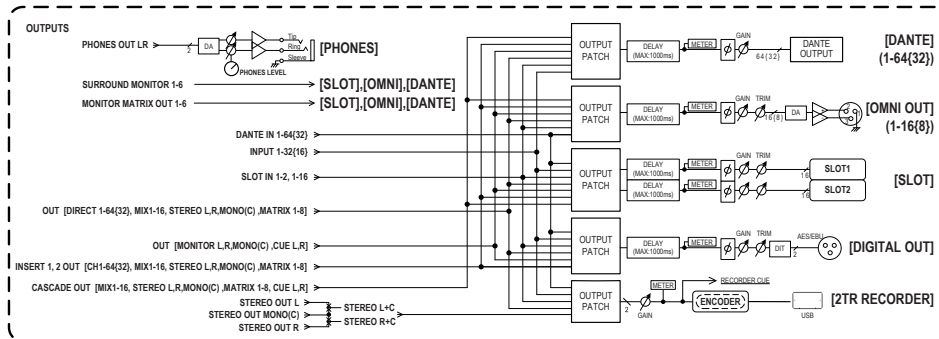 OUTPUTS
PHONES OUT LR
2
DA
Tip
Ring
Sleeve
PHONES LEVEL
[PHONES]
SURROUND MONITOR 1-6
[SLOT],[OMNI],[DANTE]
MONITOR MATRIX OUT 1-6
[SLOT],[OMNI],[DANTE]
DANTE IN 1-64{32}
INPUT 1-32{16}
SLOT IN 1-2, 1-16
OUT [DIRECT 1-64{32}, MIX1-16, STEREO L,R,MONO(C) ,MATRIX 1-8]
OUT [MONITOR L,R,MONO(C) ,CUE L,R]
INSERT 1, 2 OUT [CH1-64{32}, MIX1-16, STEREO L,R,MONO(C) ,MATRIX 1-8]
CASCADE OUT [MIX1-16, STEREO L,R,MONO(C) ,MATRIX 1-8, CUE L,R]
STEREO OUT L
STEREO OUT MONO(C)
STEREO OUT R
STEREO L+C
STEREO R+C
OUTPUT
PATCH
DELAY
(MAX:1000ms)
METER
GAIN
64{32}
DANTE
OUTPUT
[DANTE]
(1-64{32})
OUTPUT
PATCH
DELAY
(MAX:1000ms)
METER
GAIN TRIM
16{8}
DA
[OMNI OUT]
(1-16{8})
OUTPUT
PATCH
DELAY
(MAX:1000ms)
METER
GAIN TRIM
16
SLOT1
DELAY
(MAX:1000ms)
METER
16
SLOT2
[SLOT]
OUTPUT
PATCH
DELAY
(MAX:1000ms)
METER
GAIN TRIM
DIT
AES/EBU
2
[DIGITAL OUT]
OUTPUT
PATCH
2
GAIN
METER
RECORDER CUE
ENCODER
USB
[2TR RECORDER]